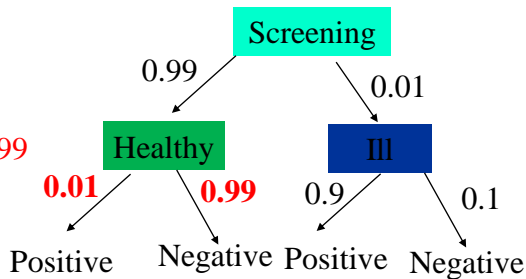 Screening
0.99
0.01
99
Healthy
Ill
0.01
0.99
0.9
0.1
Positive
Negative
Positive
Negative